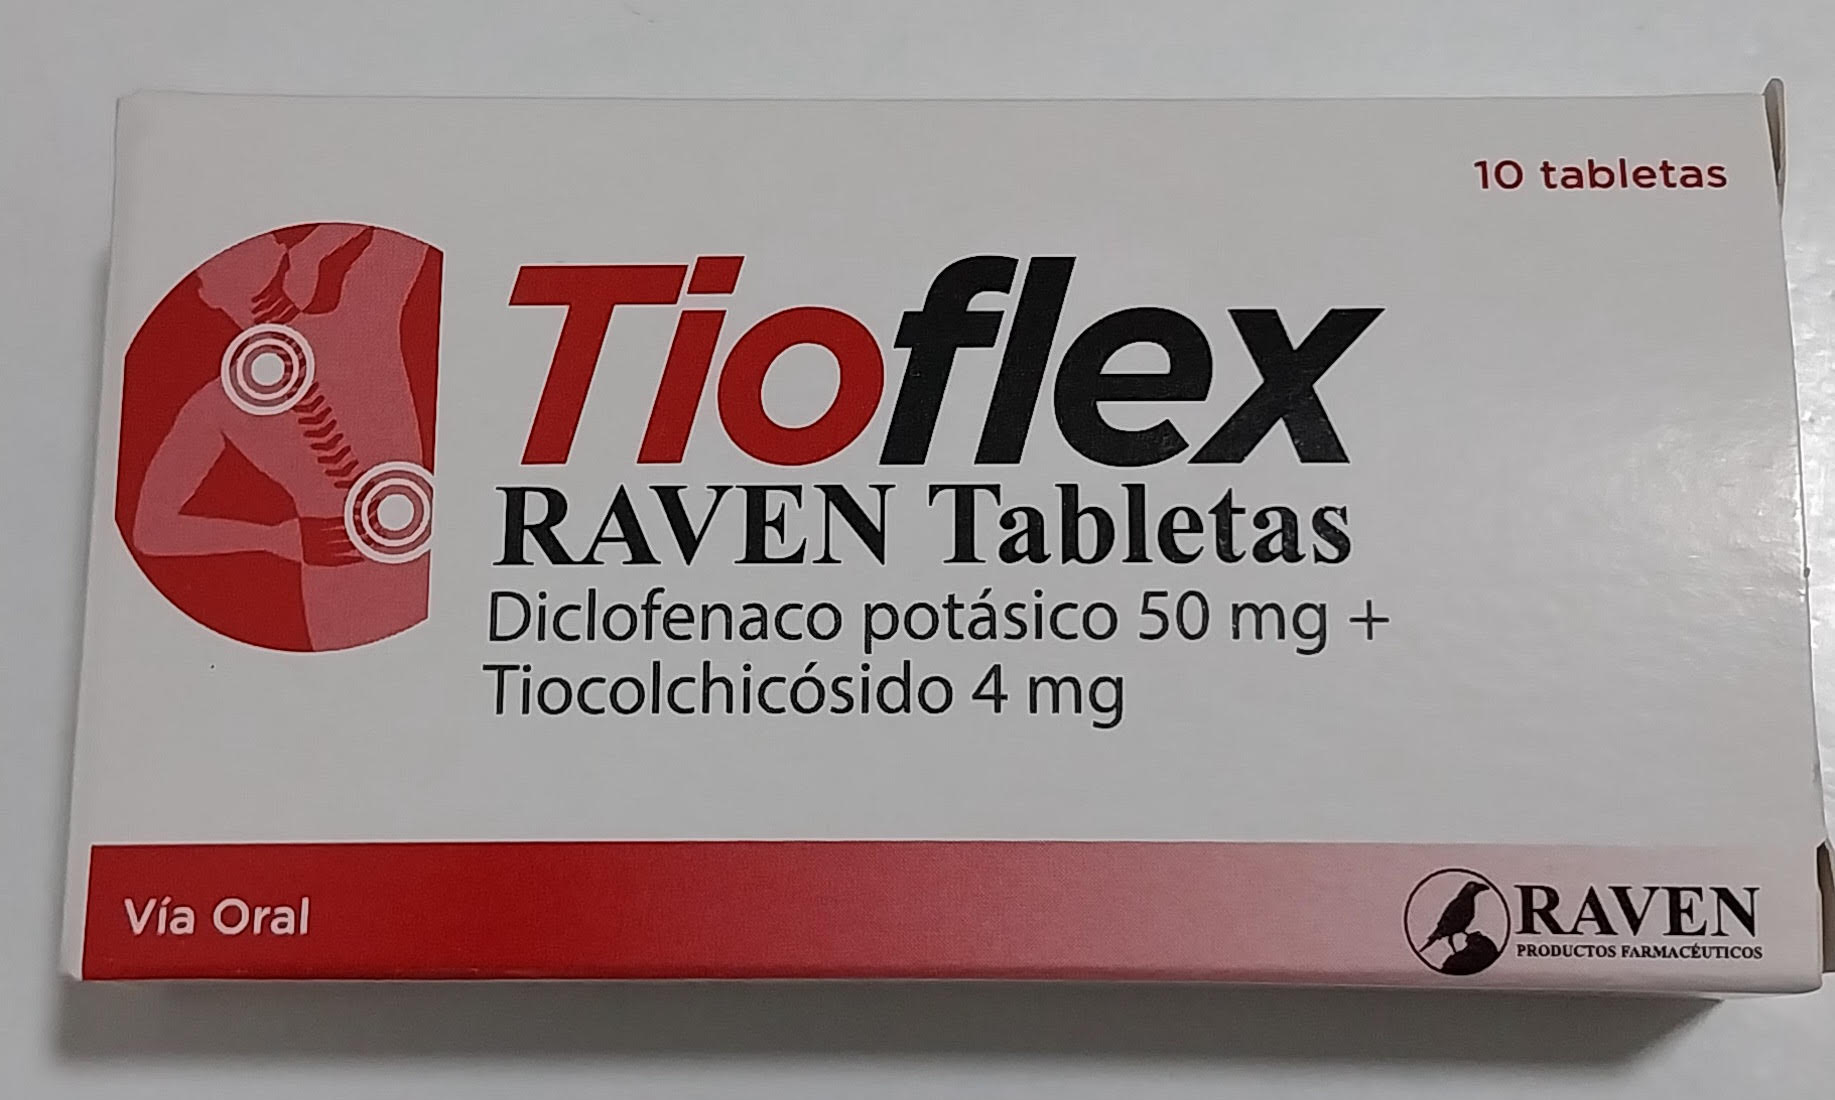 10 tabletas
Tioflex
RAVEN Tabletas
Diclofenaco potásico 50 mg +
Tiocolchicósido 4 mg
Vía Oral
RAVEN
PRODUCTOS FARMACÉUTICOS